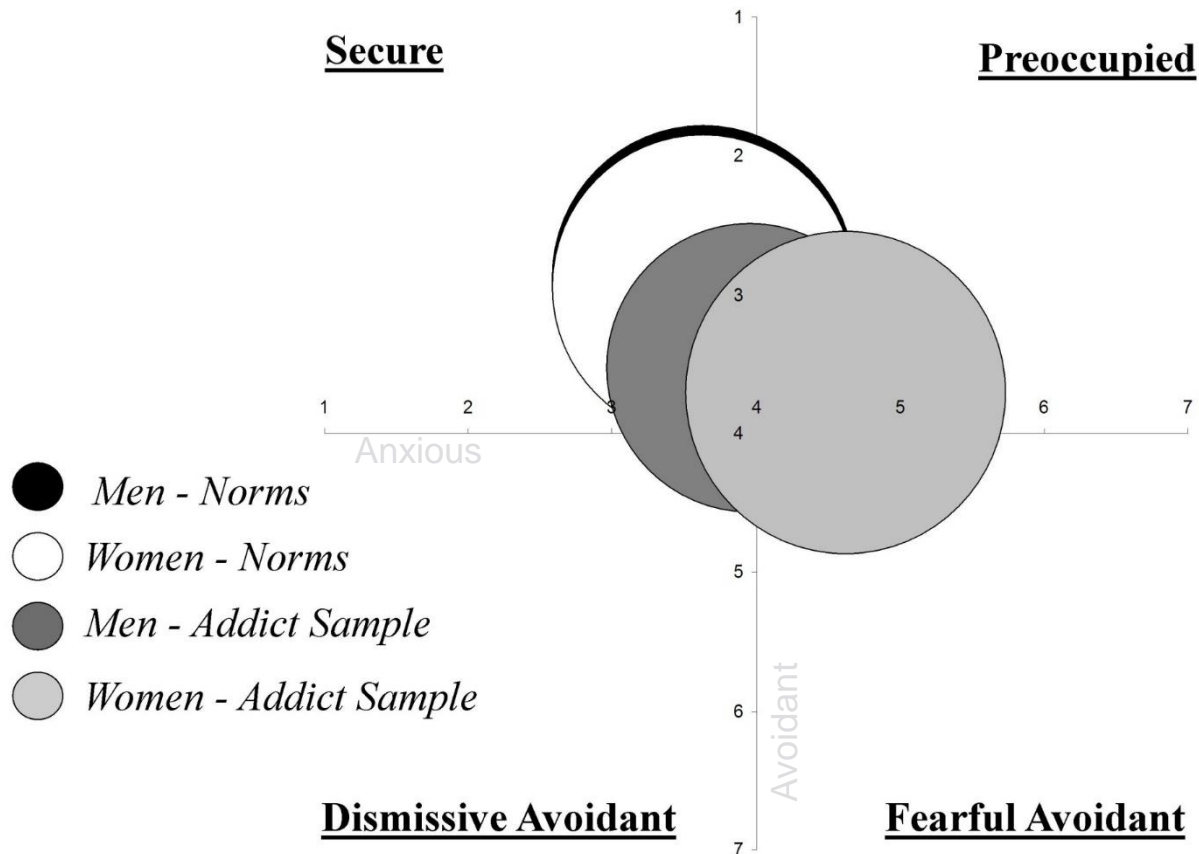 1
Secure
Preoccupied
2
3
1 2 3 4 5 6 7
4
Anxious
Men - Norms
Women - Norms
5
Men - Addict Sample
Women - Addict Sample
6
Avoidant
Dismissive Avoidant
Fearful Avoidant
7